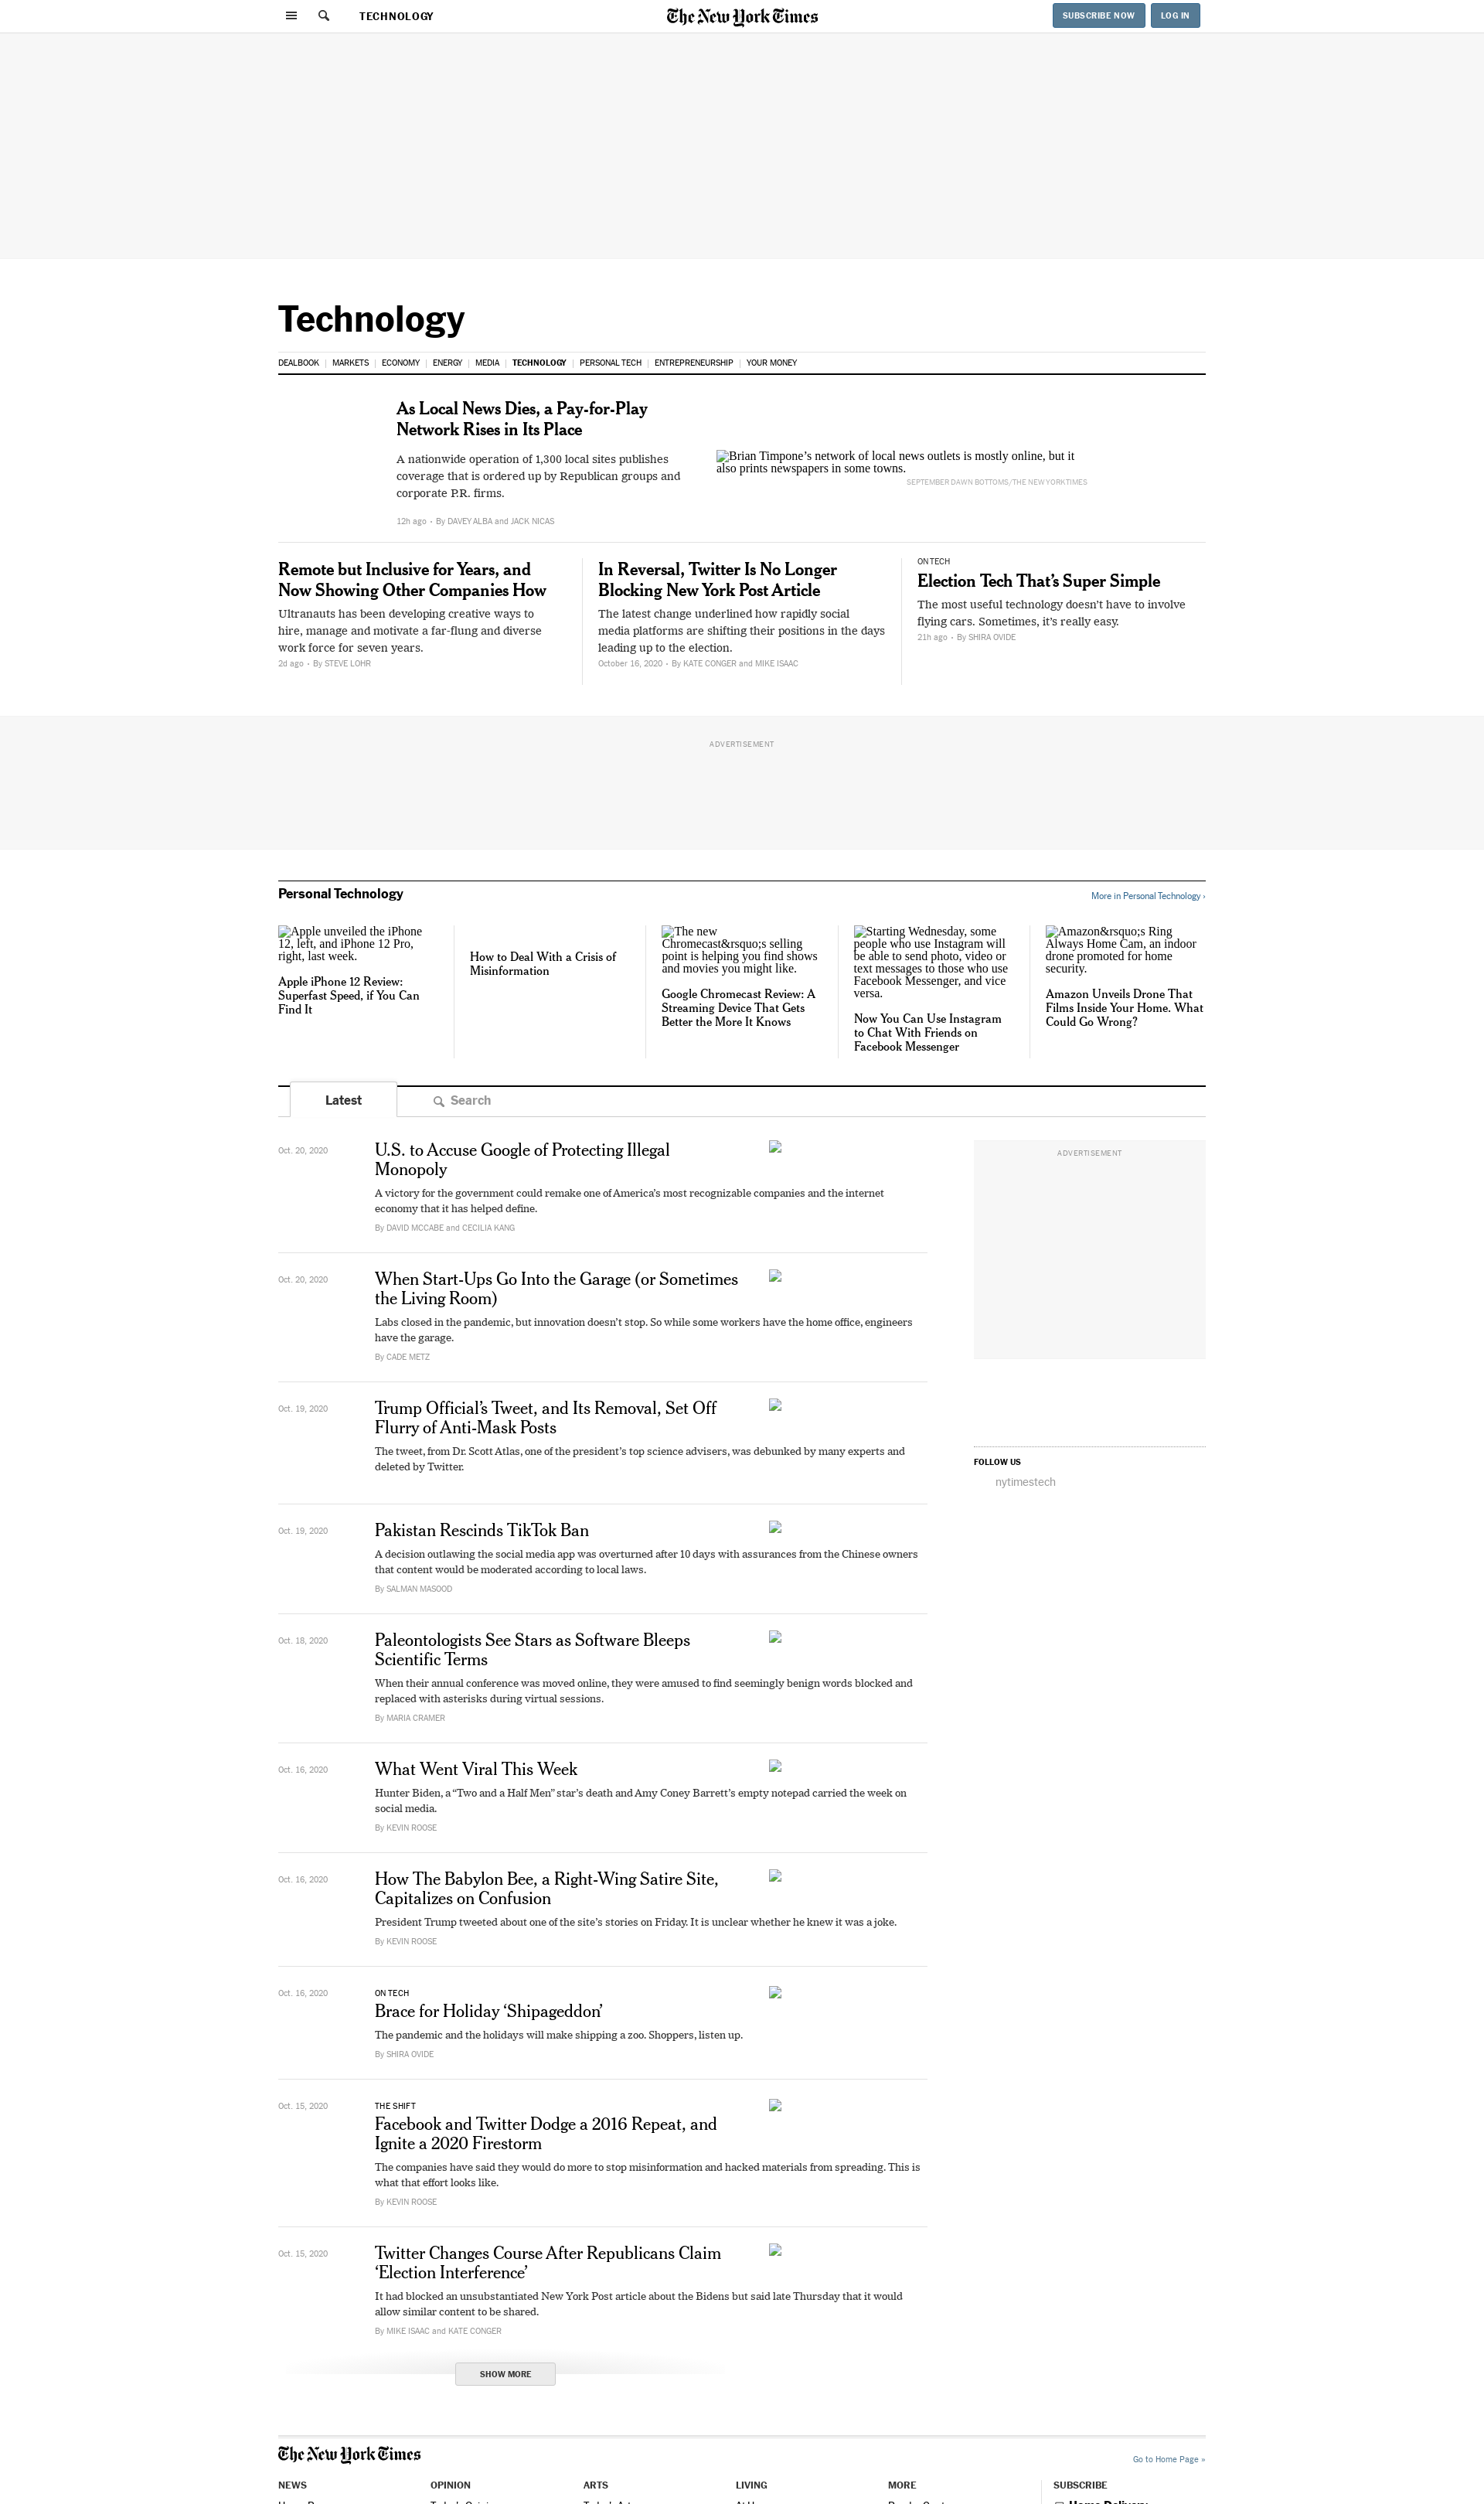 TECHNOLOGY
The New York Times
SUBSCRIBE NOW
LOG IN
Technology
DEALBOOK | MARKETS | ECONOMY | ENERGY | MEDIA | TECHNOLOGY | PERSONAL TECH | ENTREPRENEURSHIP | YOUR MONEY
As Local News Dies, a Pay-for-Play
Network Rises in Its Place
A nationwide operation of 1,300 local sites publishes
coverage that is ordered up by Republican groups and
corporate P.R. firms.
12h ago • By DAVEY ALBA and JACK NICAS
Brian Timpone’s network of local news outlets is mostly online, but it
also prints newspapers in some towns.
SEPTEMBER DAWN BOTTOMS/THE NEW YORK TIMES
Remote but Inclusive for Years, and
Now Showing Other Companies How
Ultranauts has been developing creative ways to
hire, manage and motivate a far-flung and diverse
work force for seven years.
2d ago • By STEVE LOHR
In Reversal, Twitter Is No Longer
Blocking New York Post Article
The latest change underlined how rapidly social
media platforms are shifting their positions in the days
leading up to the election.
October 16, 2020 • By KATE CONGER and MIKE ISAAC
ON TECH
Election Tech That’s Super Simple
The most useful technology doesn’t have to involve
flying cars. Sometimes, it’s really easy.
21h ago • By SHIRA OVIDE
ADVERTISEMENT
Personal Technology
More in Personal Technology ›
Apple unveiled the iPhone
12, left, and iPhone 12 Pro,
right, last week.
Apple iPhone 12 Review:
Superfast Speed, if You Can
Find It
How to Deal With a Crisis of
Misinformation
The new
Chromecast&rsquo;s selling
point is helping you find shows
and movies you might like.
Google Chromecast Review: A
Streaming Device That Gets
Better the More It Knows
Starting Wednesday, some
people who use Instagram will
be able to send photo, video or
text messages to those who use
Facebook Messenger, and vice
versa.
Now You Can Use Instagram
to Chat With Friends on
Facebook Messenger
Amazon&rsquo;s Ring
Always Home Cam, an indoor
drone promoted for home
security.
Amazon Unveils Drone That
Films Inside Your Home. What
Could Go Wrong?
Latest
Search
Oct. 20, 2020
U.S. to Accuse Google of Protecting Illegal
Monopoly
A victory for the government could remake one of America’s most recognizable companies and the internet
economy that it has helped define.
By DAVID MCCABE and CECILIA KANG
ADVERTISEMENT
Oct. 20, 2020
When Start-Ups Go Into the Garage (or Sometimes
the Living Room)
Labs closed in the pandemic, but innovation doesn’t stop. So while some workers have the home office, engineers
have the garage.
By CADE METZ
Oct. 19, 2020
Trump Official’s Tweet, and Its Removal, Set Off
Flurry of Anti-Mask Posts
The tweet, from Dr. Scott Atlas, one of the president’s top science advisers, was debunked by many experts and
deleted by Twitter.
FOLLOW US
nytimestech
Oct. 19, 2020
Pakistan Rescinds TikTok Ban
A decision outlawing the social media app was overturned after 10 days with assurances from the Chinese owners
that content would be moderated according to local laws.
By SALMAN MASOOD
Oct. 18, 2020
Paleontologists See Stars as Software Bleeps
Scientific Terms
When their annual conference was moved online, they were amused to find seemingly benign words blocked and
replaced with asterisks during virtual sessions.
By MARIA CRAMER
Oct. 16, 2020
What Went Viral This Week
Hunter Biden, a “Two and a Half Men” star’s death and Amy Coney Barrett’s empty notepad carried the week on
social media.
By KEVIN ROOSE
Oct. 16, 2020
How The Babylon Bee, a Right-Wing Satire Site,
Capitalizes on Confusion
President Trump tweeted about one of the site’s stories on Friday. It is unclear whether he knew it was a joke.
By KEVIN ROOSE
Oct. 16, 2020
ON TECH
Brace for Holiday ‘Shipageddon’
The pandemic and the holidays will make shipping a zoo. Shoppers, listen up.
By SHIRA OVIDE
Oct. 15, 2020
THE SHIFT
Facebook and Twitter Dodge a 2016 Repeat, and
Ignite a 2020 Firestorm
The companies have said they would do more to stop misinformation and hacked materials from spreading. This is
what that effort looks like.
By KEVIN ROOSE
Oct. 15, 2020
Twitter Changes Course After Republicans Claim
‘Election Interference’
It had blocked an unsubstantiated New York Post article about the Bidens but said late Thursday that it would
allow similar content to be shared.
By MIKE ISAAC and KATE CONGER
SHOW MORE
The New York Times
Go to Home Page »
NEWS
OPINION
ARTS
LIVING
MORE
SUBSCRIBE